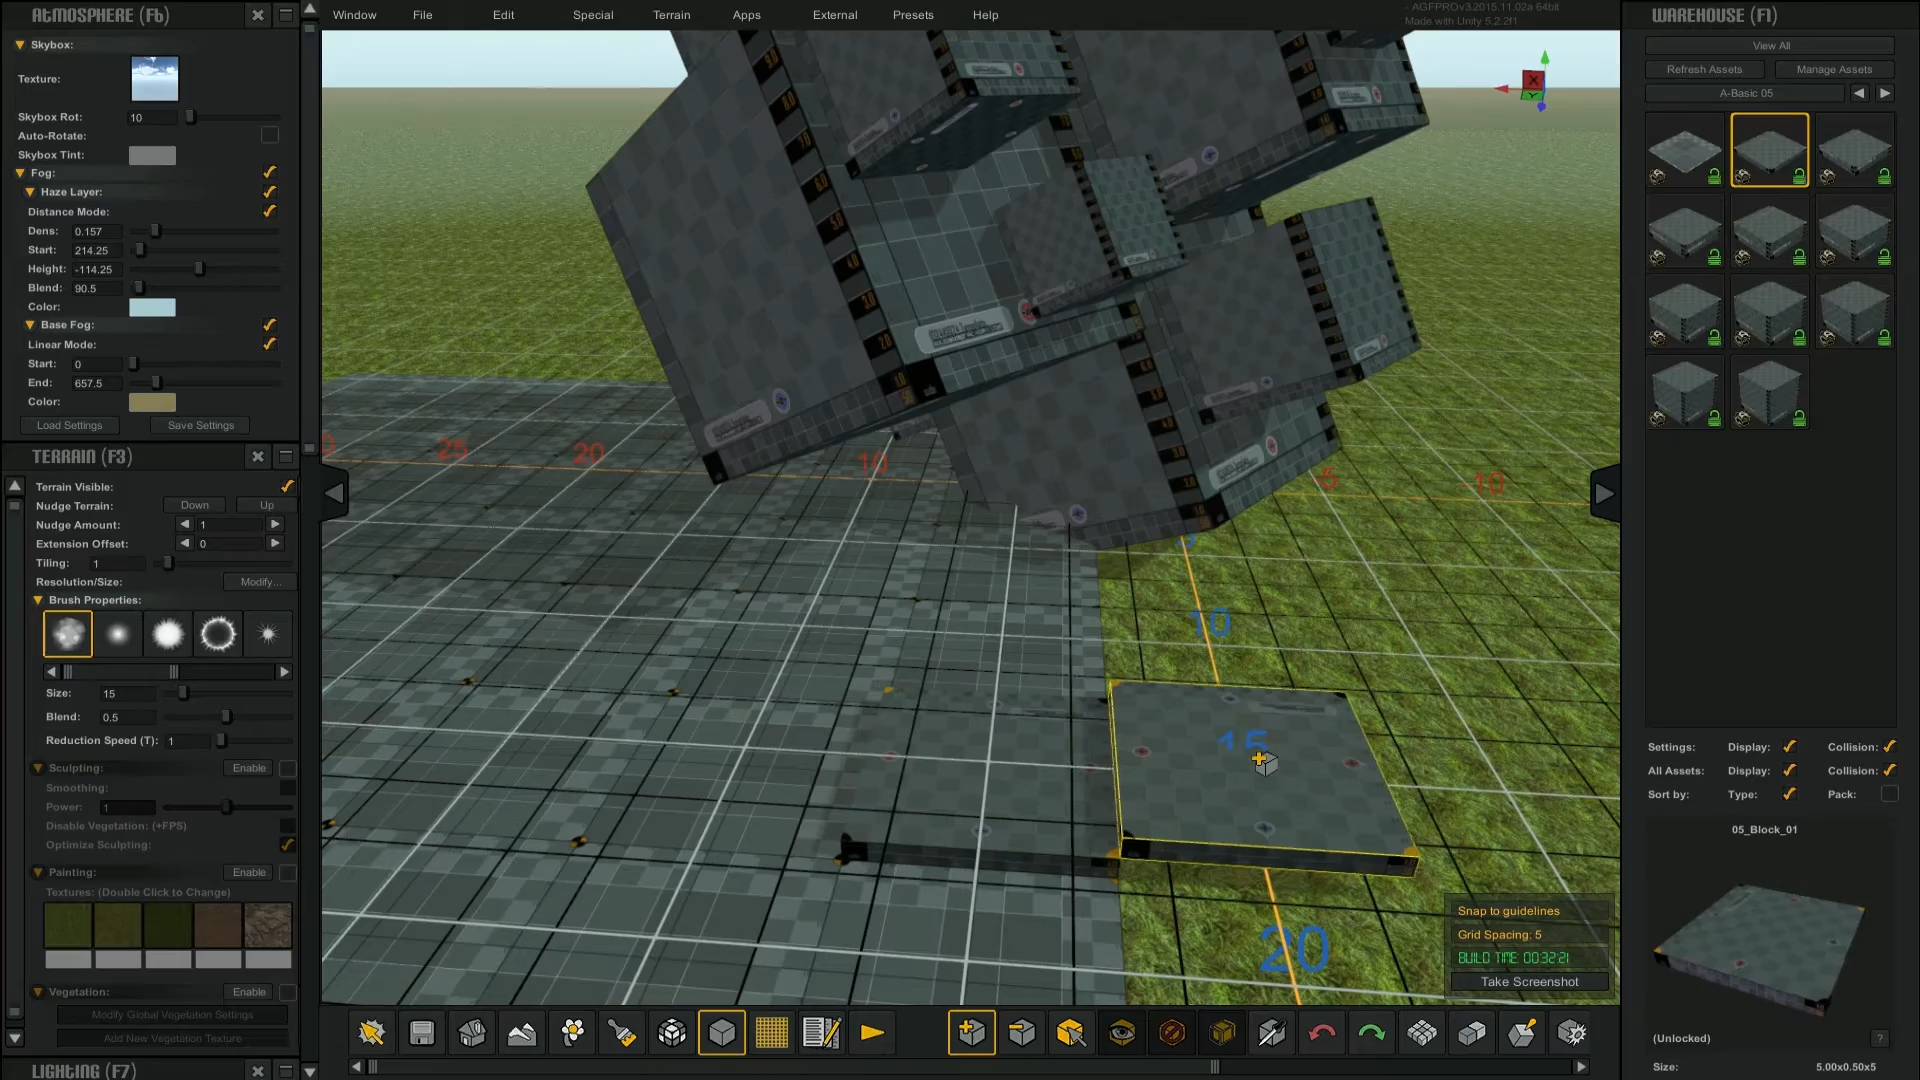 ATMOSPHERE (F6)
Skybox:
Texture:
Skybox Rot: 10
Auto-Rotate:
Skybox Tint:
Fog:
Haze Layer:
Distance Mode:
Dens: 0.157
Start: 214.25
Height: -114.25
Blend: 90.5
Color:
Base Fog:
Linear Mode:
Start: 0
End: 657.5
Color:
Load Settings Save Settings
TERRAIN (F3)
Terrain Visible:
Nudge Terrain: Down Up
Nudge Amount: 1
Extension Offset: 0
Tiling: 1
Resolution/Size: Modify...
Brush Properties:
Size: 15
Blend: 0.5
Reduction Speed (T): 1
Sculpting: Enable
Smoothing:
Power: 1
Disable Vegetation: (+FPS)
Optimize Sculpting:
Painting: Enable
Textures: (Double Click to Change)
Vegetation: Enable
Modify Global Vegetation Settings
Add New Vegetation Texture
LIGHTING (F7)
Window File Edit Special Terrain Apps External Presets Help
- AGFPROv3.2015.11.02a 64bit
Made with Unity 5.2.2f1
25 20 10 -10
10
15
20
Snap to guidelines
Grid Spacing: 5
BUILD TIME: 00:32:21
Take Screenshot
WAREHOUSE (F1)
View All
Refresh Assets Manage Assets
A-Basic 05
Settings: Display: Collision:
All Assets: Display: Collision:
Sort by: Type: Pack:
05_Block_01
(Unlocked) ?
Size: 5.00x0.50x5